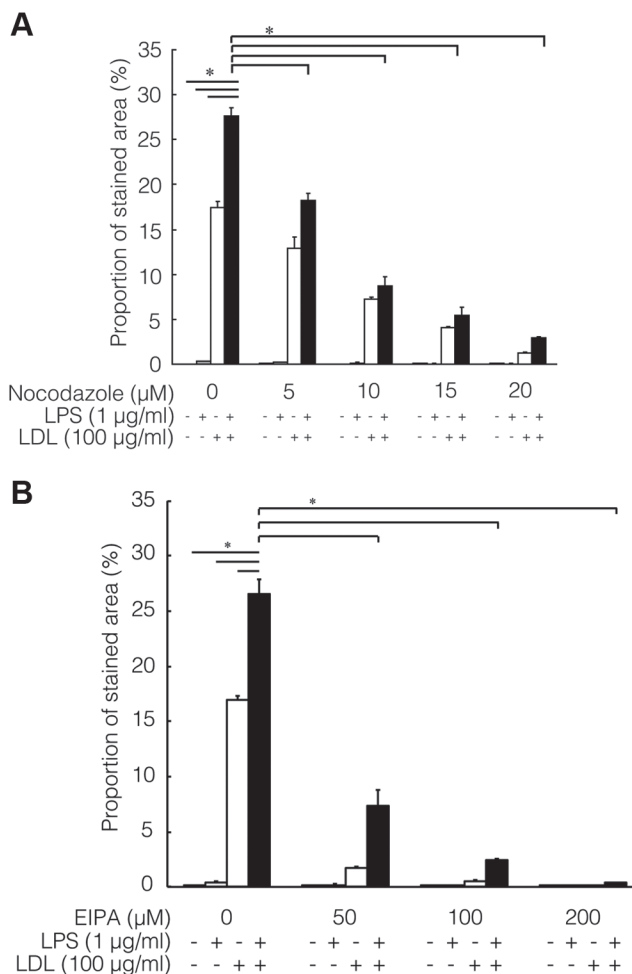 A
*
*
Proportion of stained area (%)
35
30
25
20
15
10
5
0
Nocodazole (µM) 0 5 10 15 20
LPS (1 µg/ml) - + - + - + - + - + - + - + - + - + - +
LDL (100 µg/ml) - - + + - - + + - - + + - - + + - - + +
B
*
*
Proportion of stained area (%)
35
30
25
20
15
10
5
0
EIPA (µM) 0 50 100 200
LPS (1 µg/ml) - + - + - + - + - + - + - + - +
LDL (100 µg/ml) - - + + - - + + - - + + - - + +